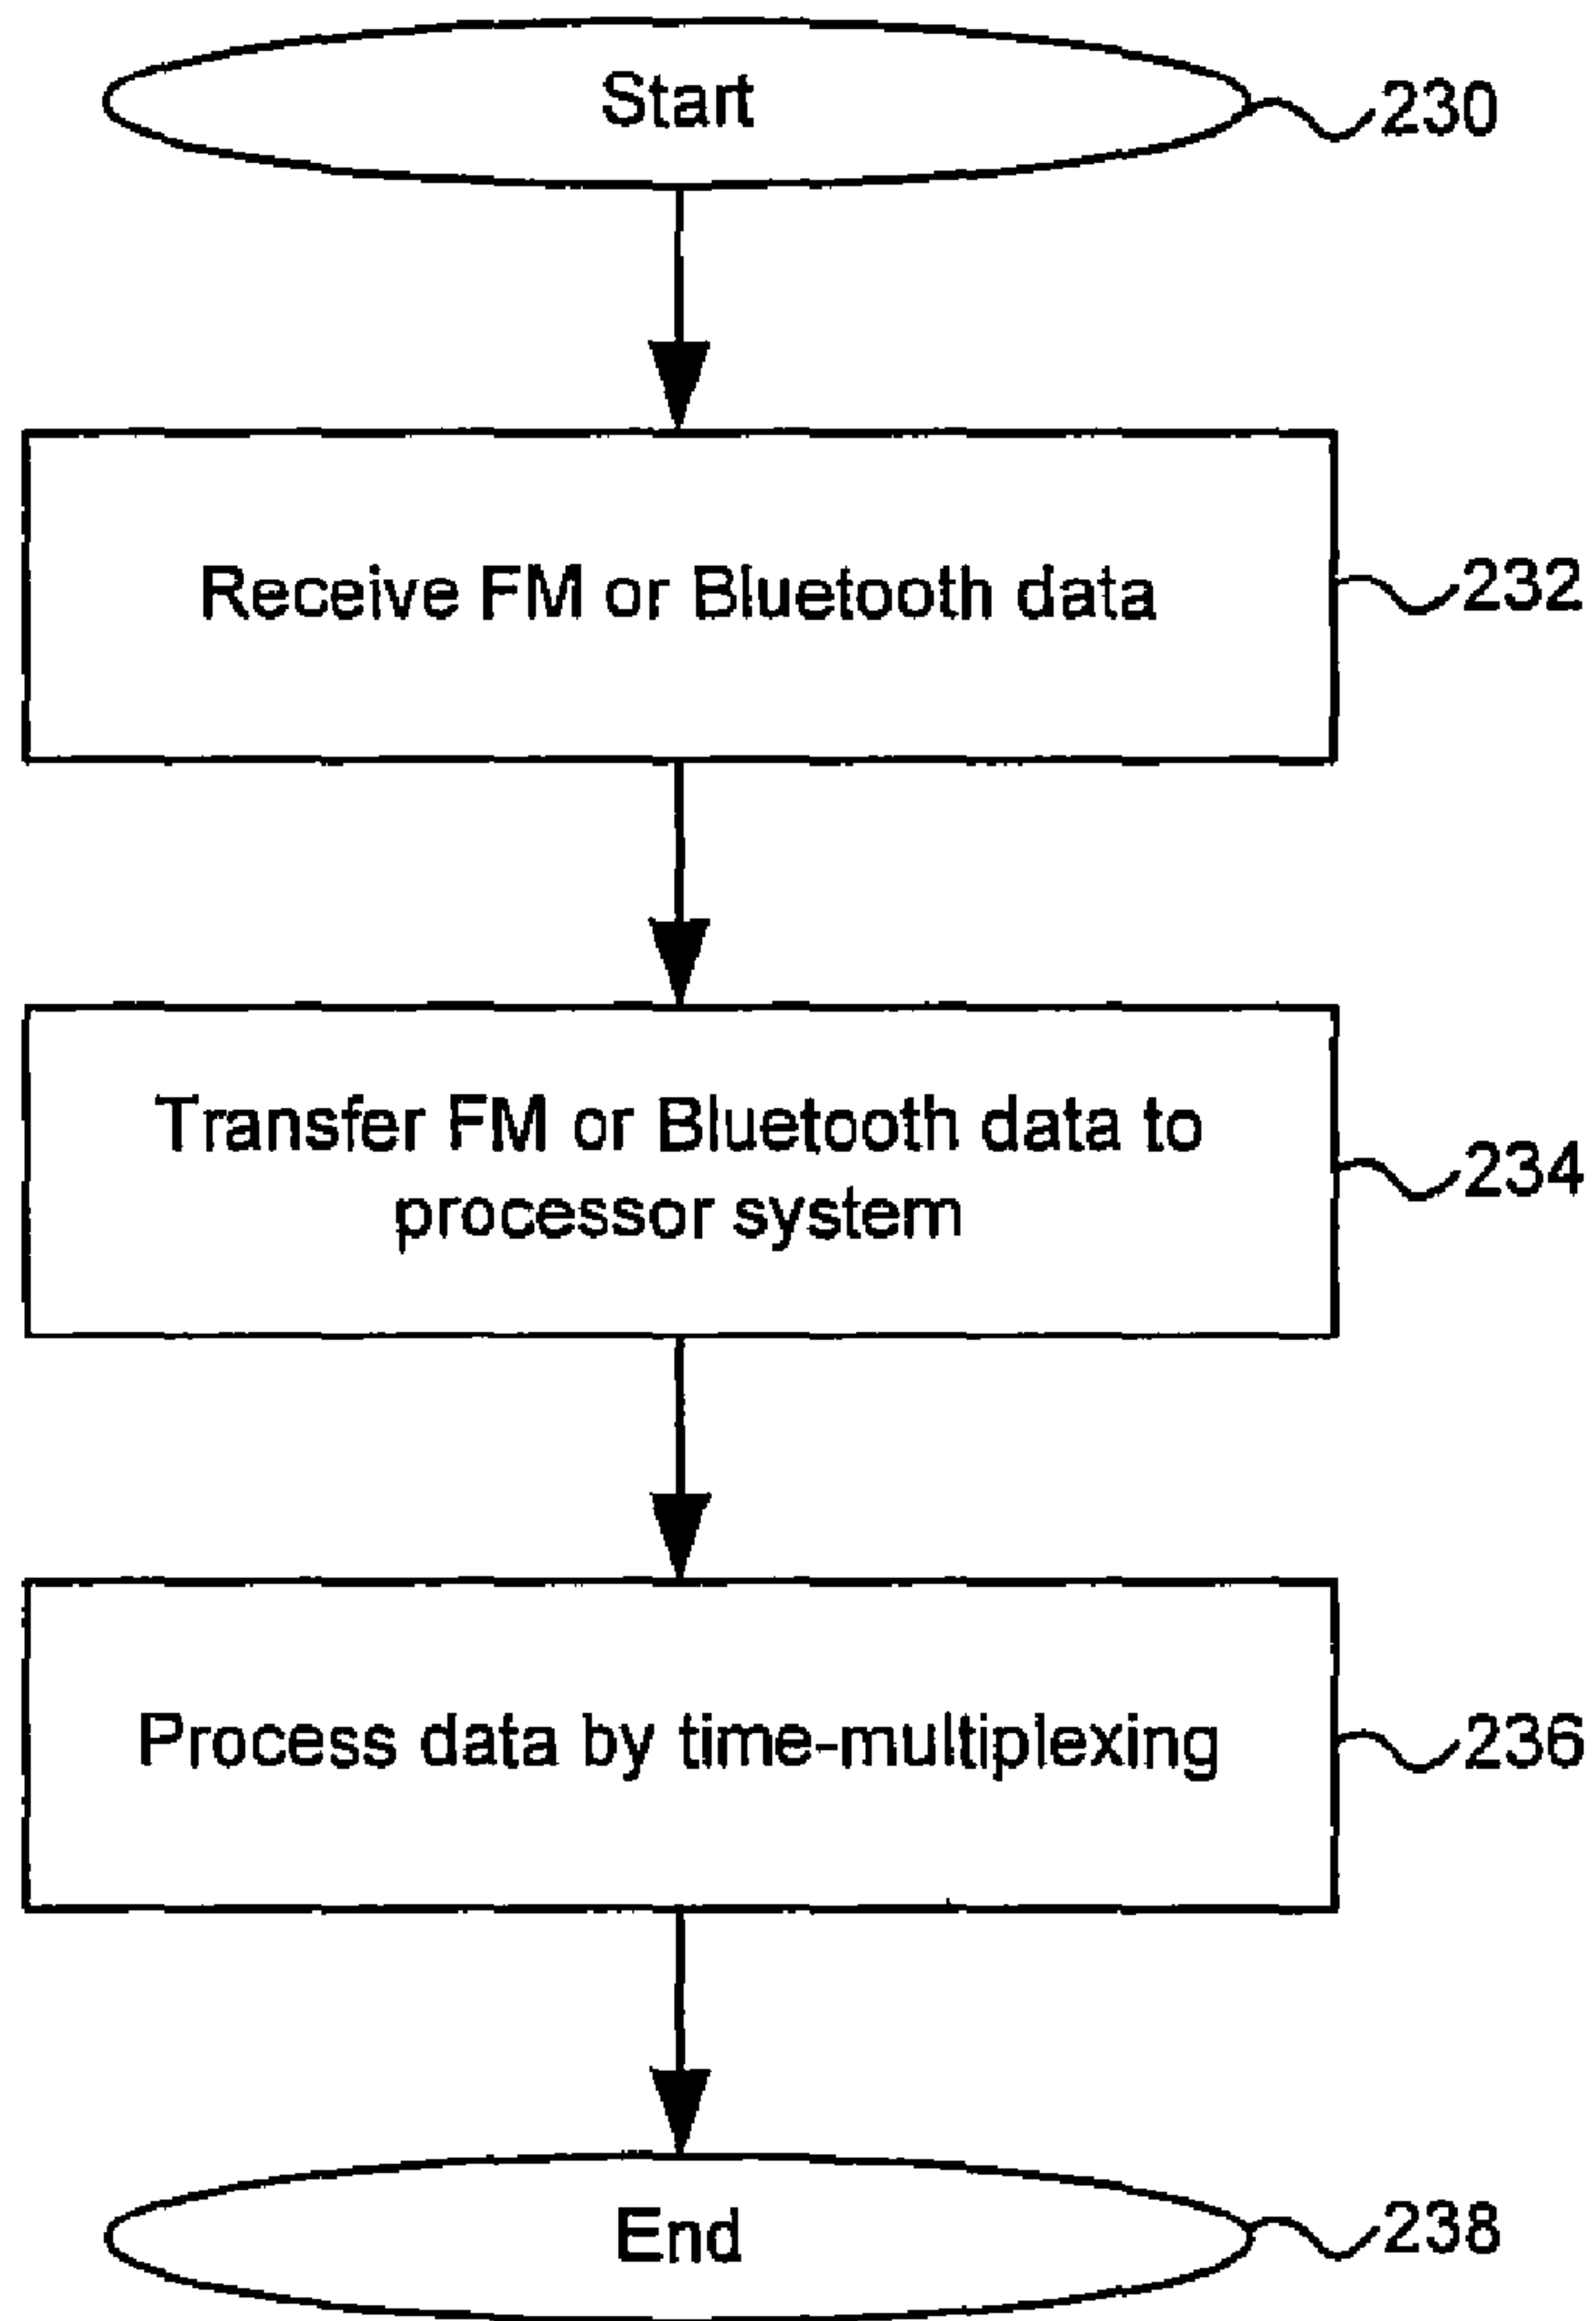 Start
230
Receive FM or Bluetooth data
232
Transfer FM or Bluetooth data to
processor system
234
Process data by time-multiplexing
236
End
238